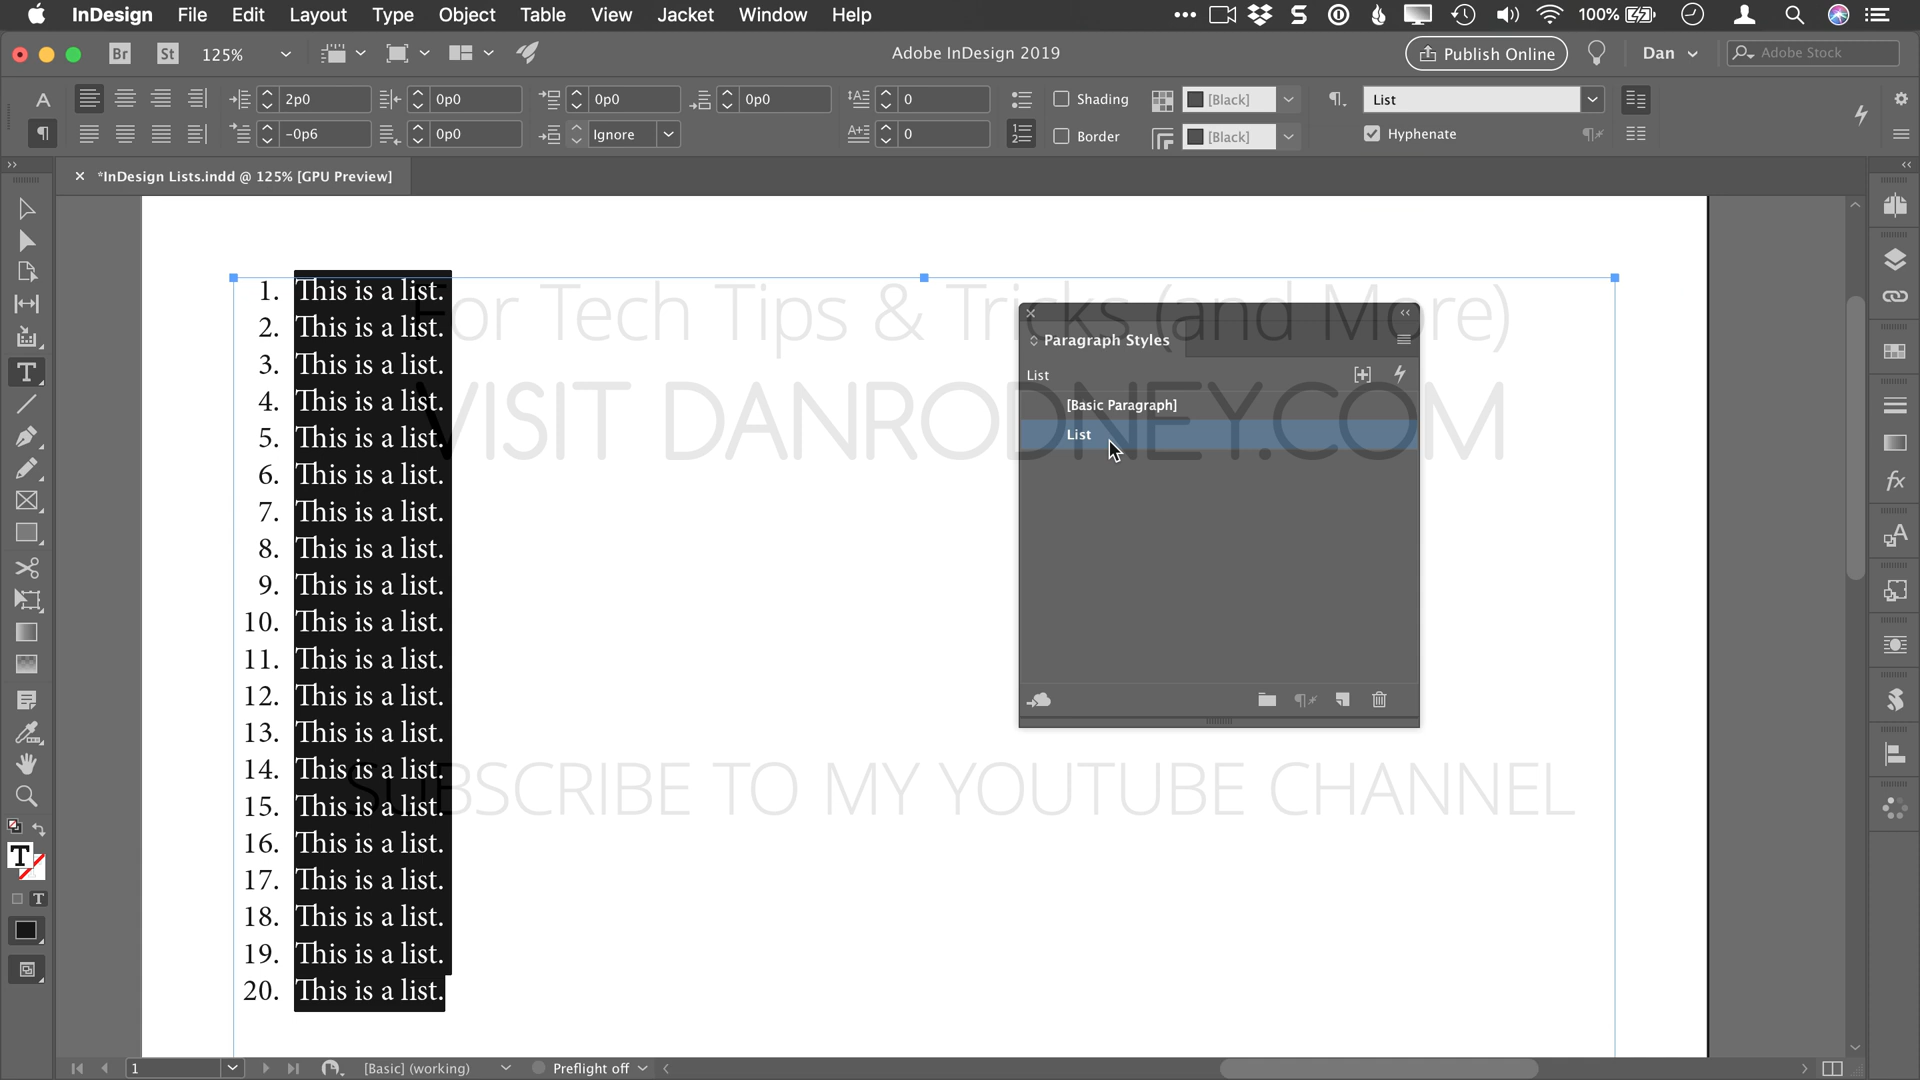 InDesign File Edit Layout Type Object Table View Jacket Window Help 100%
Br St 125% Adobe InDesign 2019 Publish Online Dan Adobe Stock
A 2p0 0p0 0p0 0p0 0 Shading [Black] List
-0p6 0p0 Ignore 0 Border [Black] Hyphenate
*InDesign Lists.indd @ 125% [GPU Preview]
1. This is a list.
2. This is a list.
3. This is a list.
4. This is a list.
5. This is a list.
6. This is a list.
7. This is a list.
8. This is a list.
9. This is a list.
10. This is a list.
11. This is a list.
12. This is a list.
13. This is a list.
14. This is a list.
15. This is a list.
16. This is a list.
17. This is a list.
18. This is a list.
19. This is a list.
20. This is a list.
For Tech Tips & Tricks (and More)
VISIT DANRODNEY.COM
SUBSCRIBE TO MY YOUTUBE CHANNEL
Paragraph Styles
List
[Basic Paragraph]
List
1 [Basic] (working) Preflight off